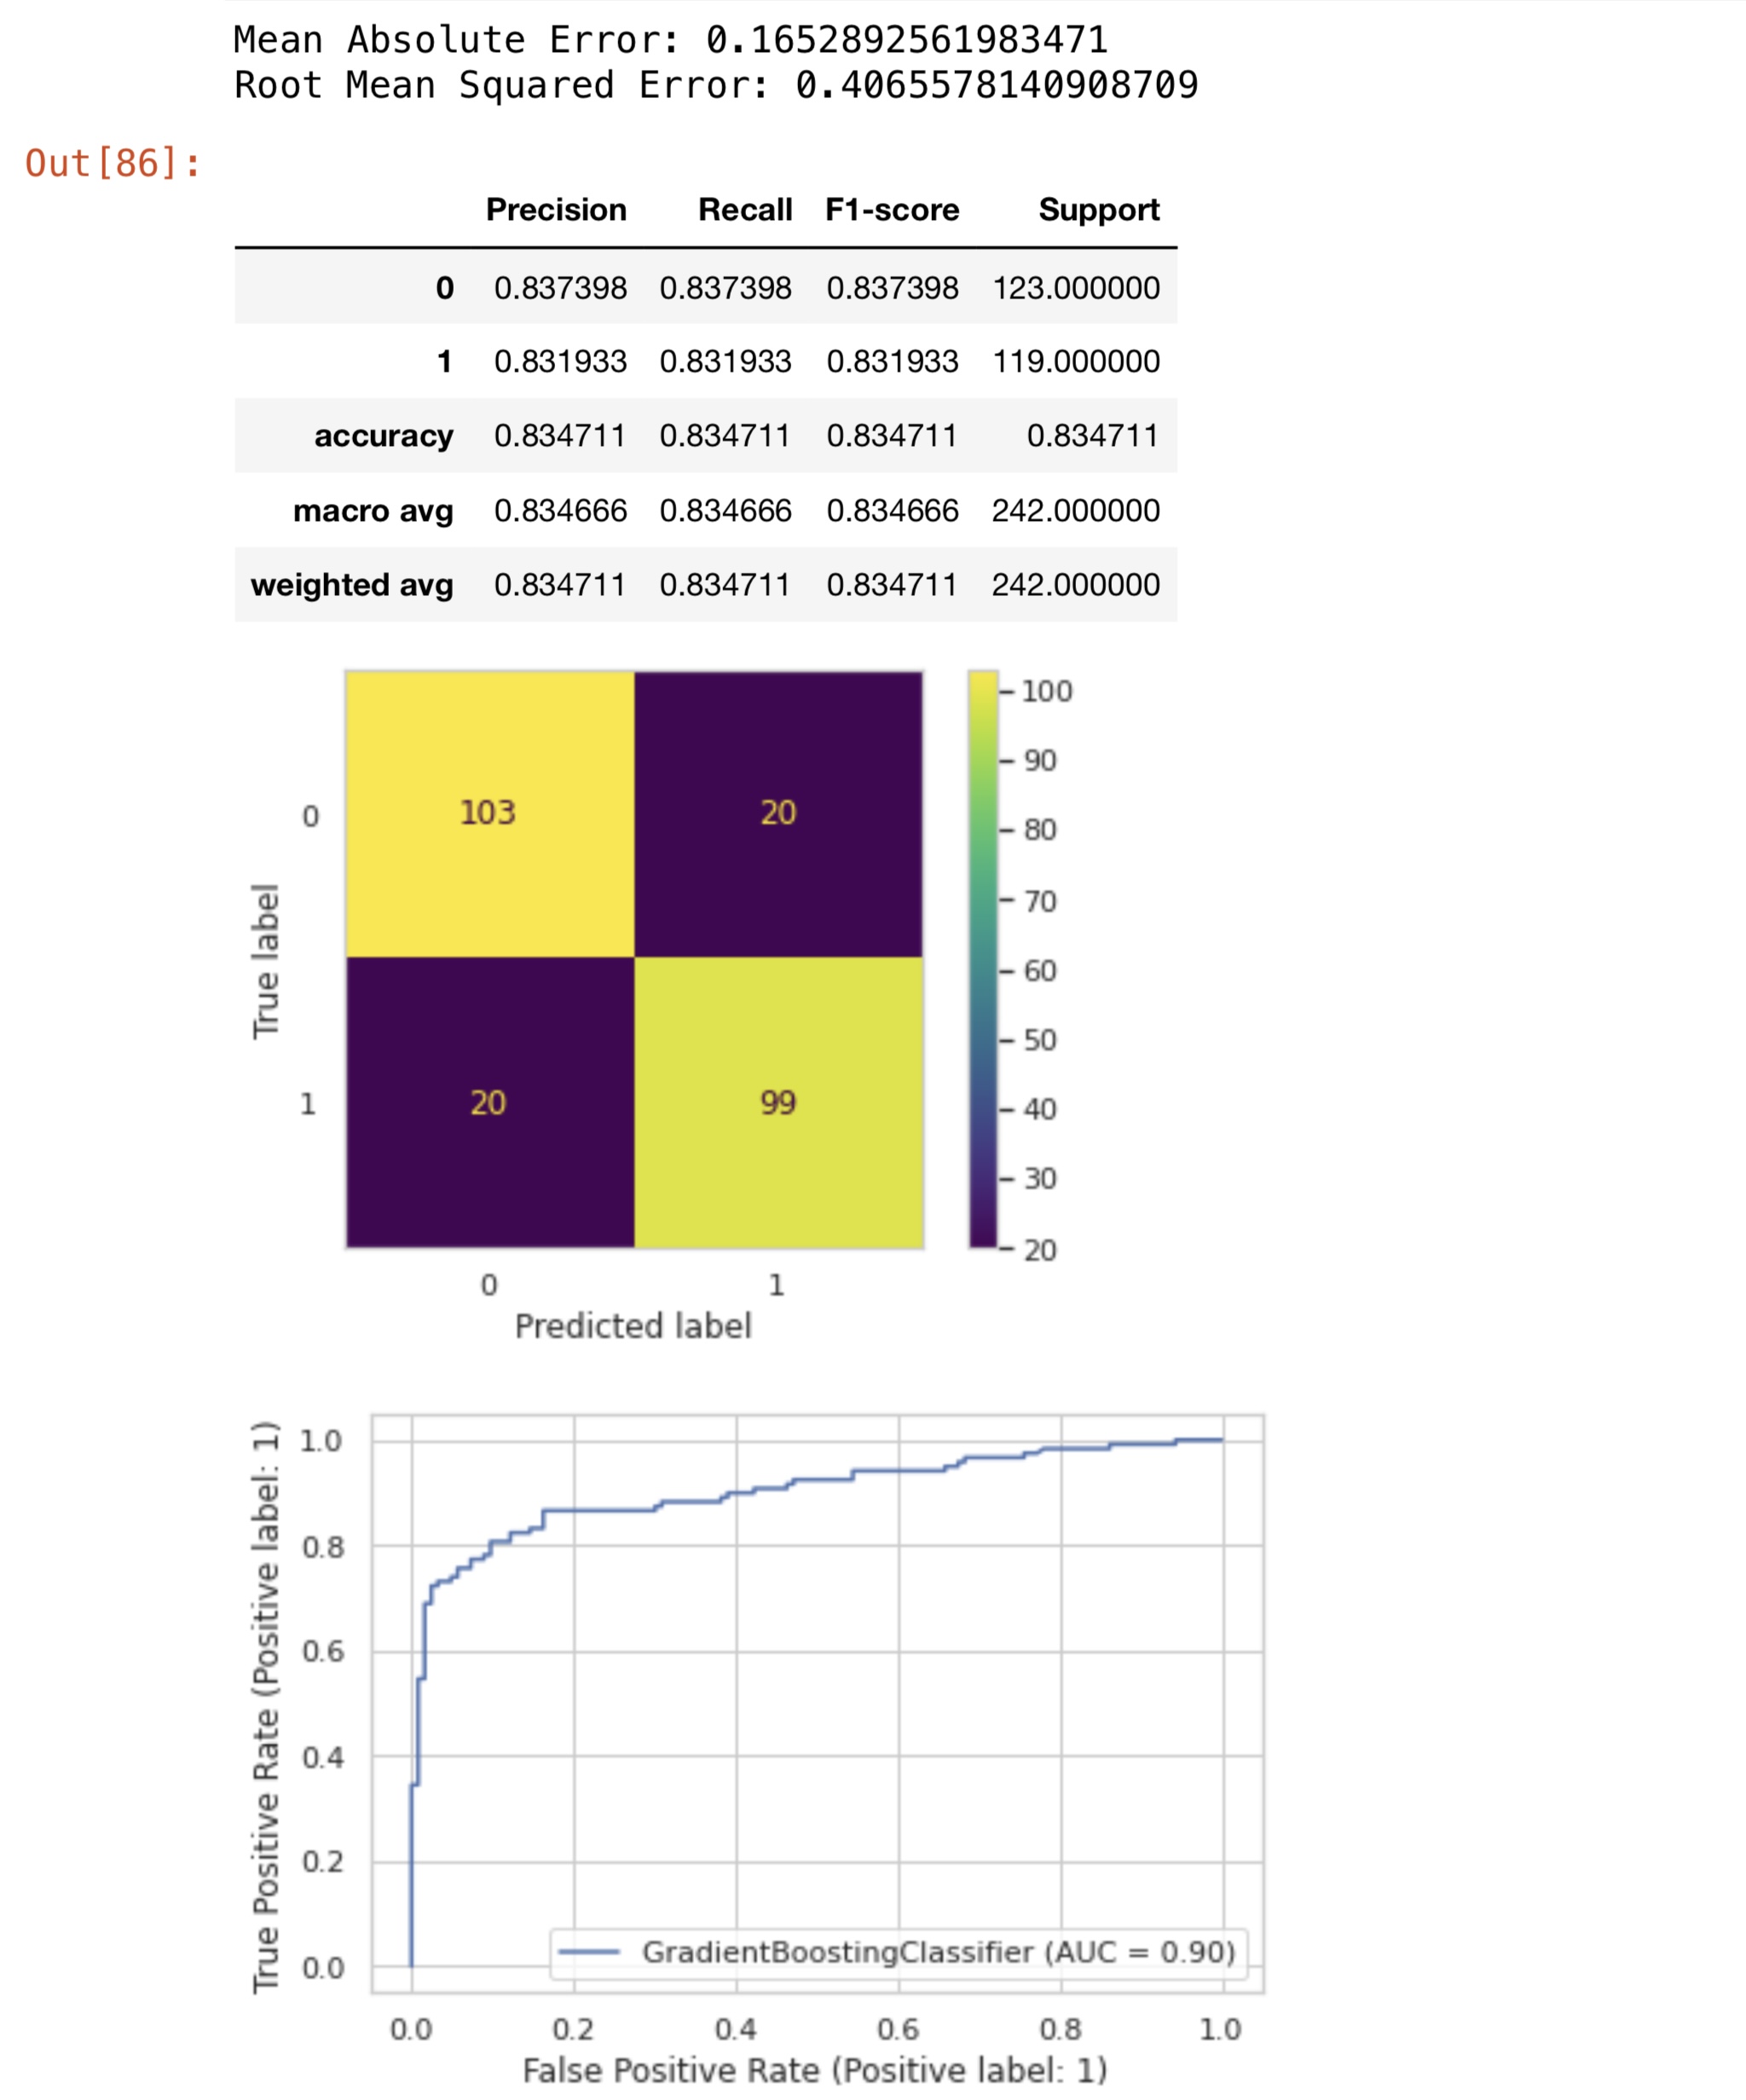 Mean Absolute Error: 0.1652892561983471
Root Mean Squared Error: 0.4065578140908709
Out[86]:
Precision Recall F1-score Support
0 0.837398 0.837398 0.837398 123.000000
1 0.831933 0.831933 0.831933 119.000000
accuracy 0.834711 0.834711 0.834711 0.834711
macro avg 0.834666 0.834666 0.834666 242.000000
weighted avg 0.834711 0.834711 0.834711 242.000000
True label
0
1
103 20
20 99
0 1
Predicted label
100
90
80
70
60
50
40
30
20
True Positive Rate (Positive label: 1)
1.0
0.8
0.6
0.4
0.2
0.0
GradientBoostingClassifier (AUC = 0.90)
0.0 0.2 0.4 0.6 0.8 1.0
False Positive Rate (Positive label: 1)